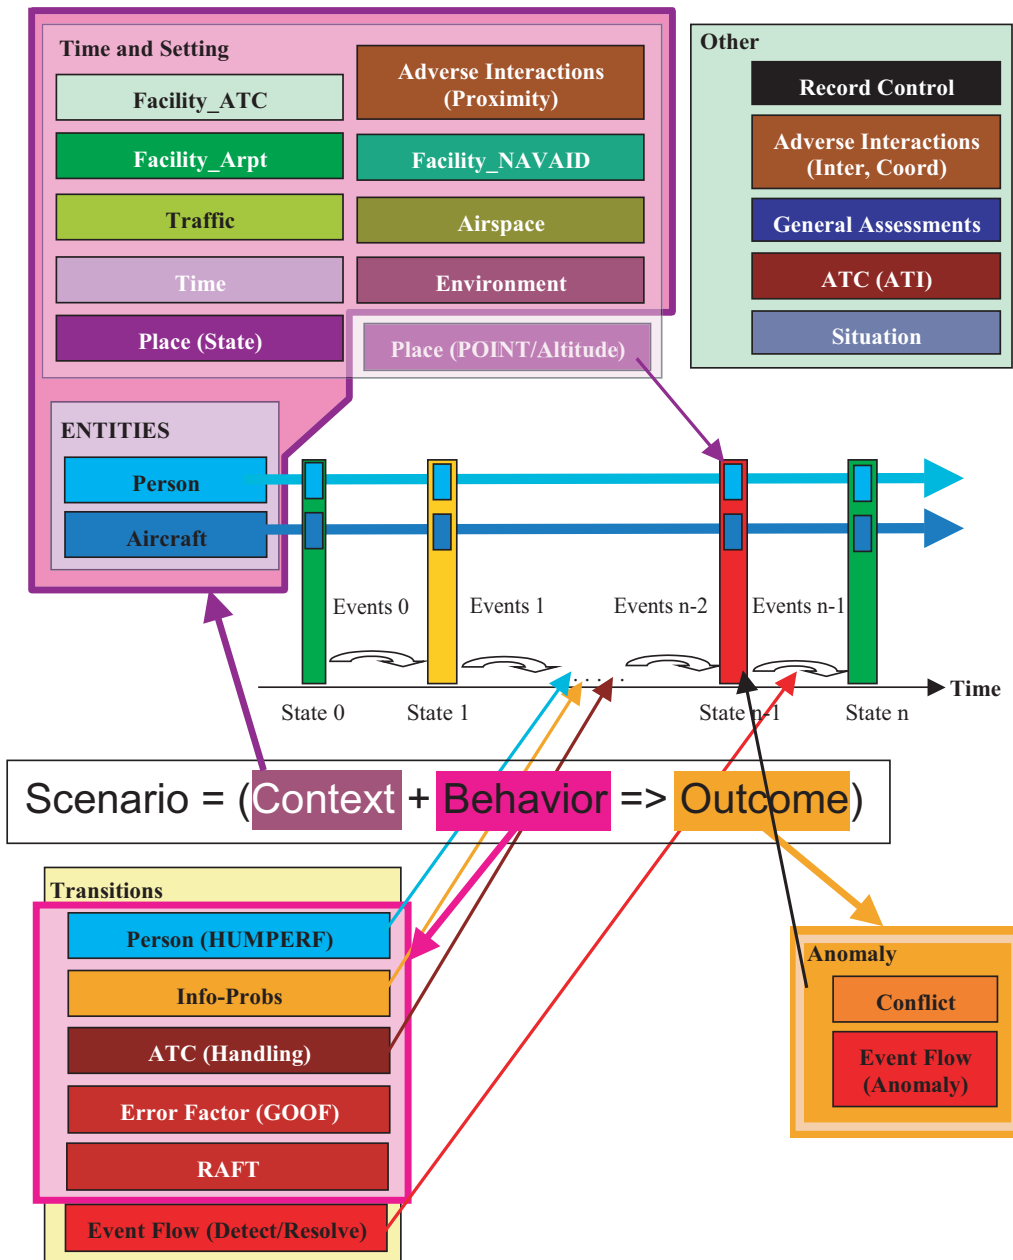 Time and Setting
Facility_ATC
Facility_Arpt
Traffic
Time
Place (State)
Adverse Interactions
(Proximity)
Facility_NAVAID
Airspace
Environment
Place (POINT/Altitude)
Other
Record Control
Adverse Interactions
(Inter, Coord)
General Assessments
ATC (ATI)
Situation
ENTITIES
Person
Aircraft
Events 0
Events 1
Events n-2
Events n-1
. . . . .
Time
State 0
State 1
State n-1
State n
Scenario = (Context + Behavior => Outcome)
Transitions
Person (HUMPERF)
Info-Probs
ATC (Handling)
Error Factor (GOOF)
RAFT
Event Flow (Detect/Resolve)
Anomaly
Conflict
Event Flow
(Anomaly)